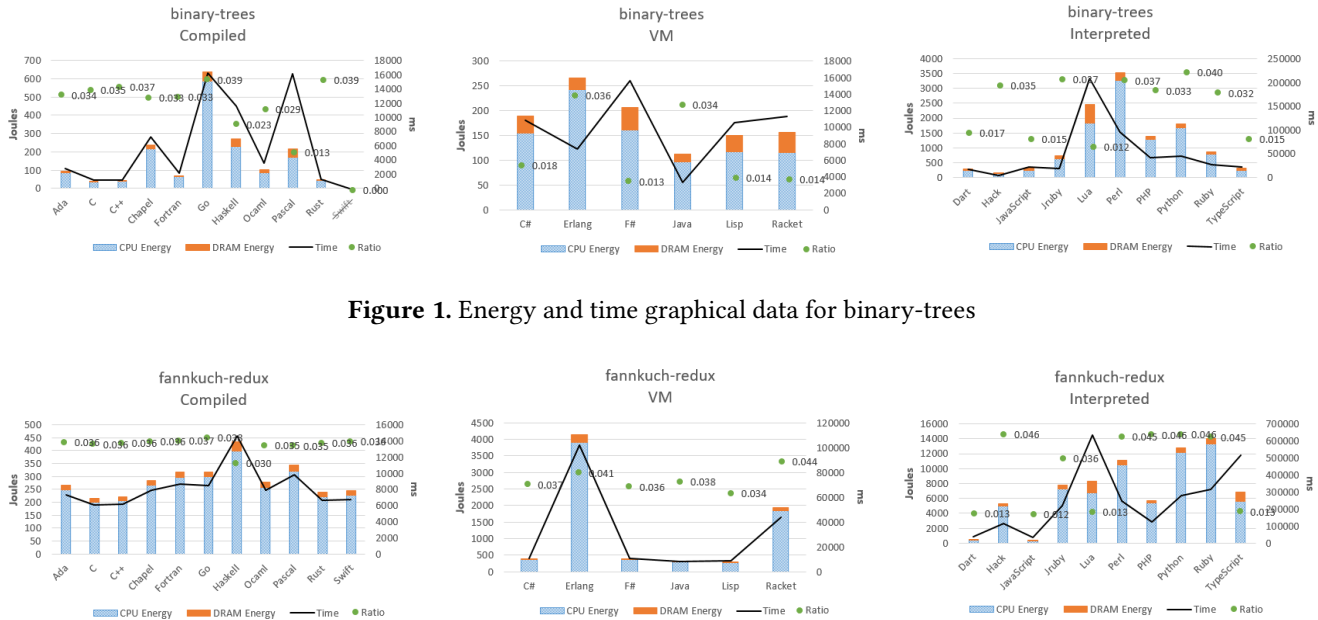 binary-trees
Compiled
700
600
500
400
300
200
100
0
Joules
18000
16000
14000
12000
10000
8000
6000
4000
2000
0
ms
0.034
0.035
0.037
0.033
0.033
0.039
0.023
0.029
0.013
0.039
0.000
Ada
C
C++
Chapel
Fortran
Go
Haskell
Ocaml
Pascal
Rust
Swift
CPU Energy DRAM Energy Time Ratio
binary-trees
VM
300
250
200
150
100
50
0
Joules
18000
16000
14000
12000
10000
8000
6000
4000
2000
0
ms
0.018
0.036
0.013
0.034
0.014
0.014
C# Erlang F# Java Lisp Racket
CPU Energy DRAM Energy Time Ratio
binary-trees
Interpreted
4000
3500
3000
2500
2000
1500
1000
500
0
Joules
250000
200000
150000
100000
50000
0
ms
0.017
0.035
0.015
0.037
0.012
0.037
0.033
0.040
0.032
0.015
Dart
Hack
JavaScript
Jruby
Lua
Perl
PHP
Python
Ruby
TypeScript
CPU Energy DRAM Energy Time Ratio
Figure 1. Energy and time graphical data for binary-trees
fannkuch-redux
Compiled
500
450
400
350
300
250
200
150
100
50
0
Joules
16000
14000
12000
10000
8000
6000
4000
2000
0
ms
0.036
0.036
0.036
0.036
0.037
0.030
0.035
0.035
0.036
0.036
Ada
C
C++
Chapel
Fortran
Go
Haskell
Ocaml
Pascal
Rust
Swift
CPU Energy DRAM Energy Time Ratio
fannkuch-redux
VM
4500
4000
3500
3000
2500
2000
1500
1000
500
0
Joules
120000
100000
80000
60000
40000
20000
0
ms
0.037
0.041
0.036
0.038
0.034
0.044
C# Erlang F# Java Lisp Racket
CPU Energy DRAM Energy Time Ratio
fannkuch-redux
Interpreted
16000
14000
12000
10000
8000
6000
4000
2000
0
Joules
700000
600000
500000
400000
300000
200000
100000
0
ms
0.013
0.046
0.012
0.036
0.013
0.045
0.046
0.046
0.045
0.013
Dart
Hack
JavaScript
Jruby
Lua
Perl
PHP
Python
Ruby
TypeScript
CPU Energy DRAM Energy Time Ratio